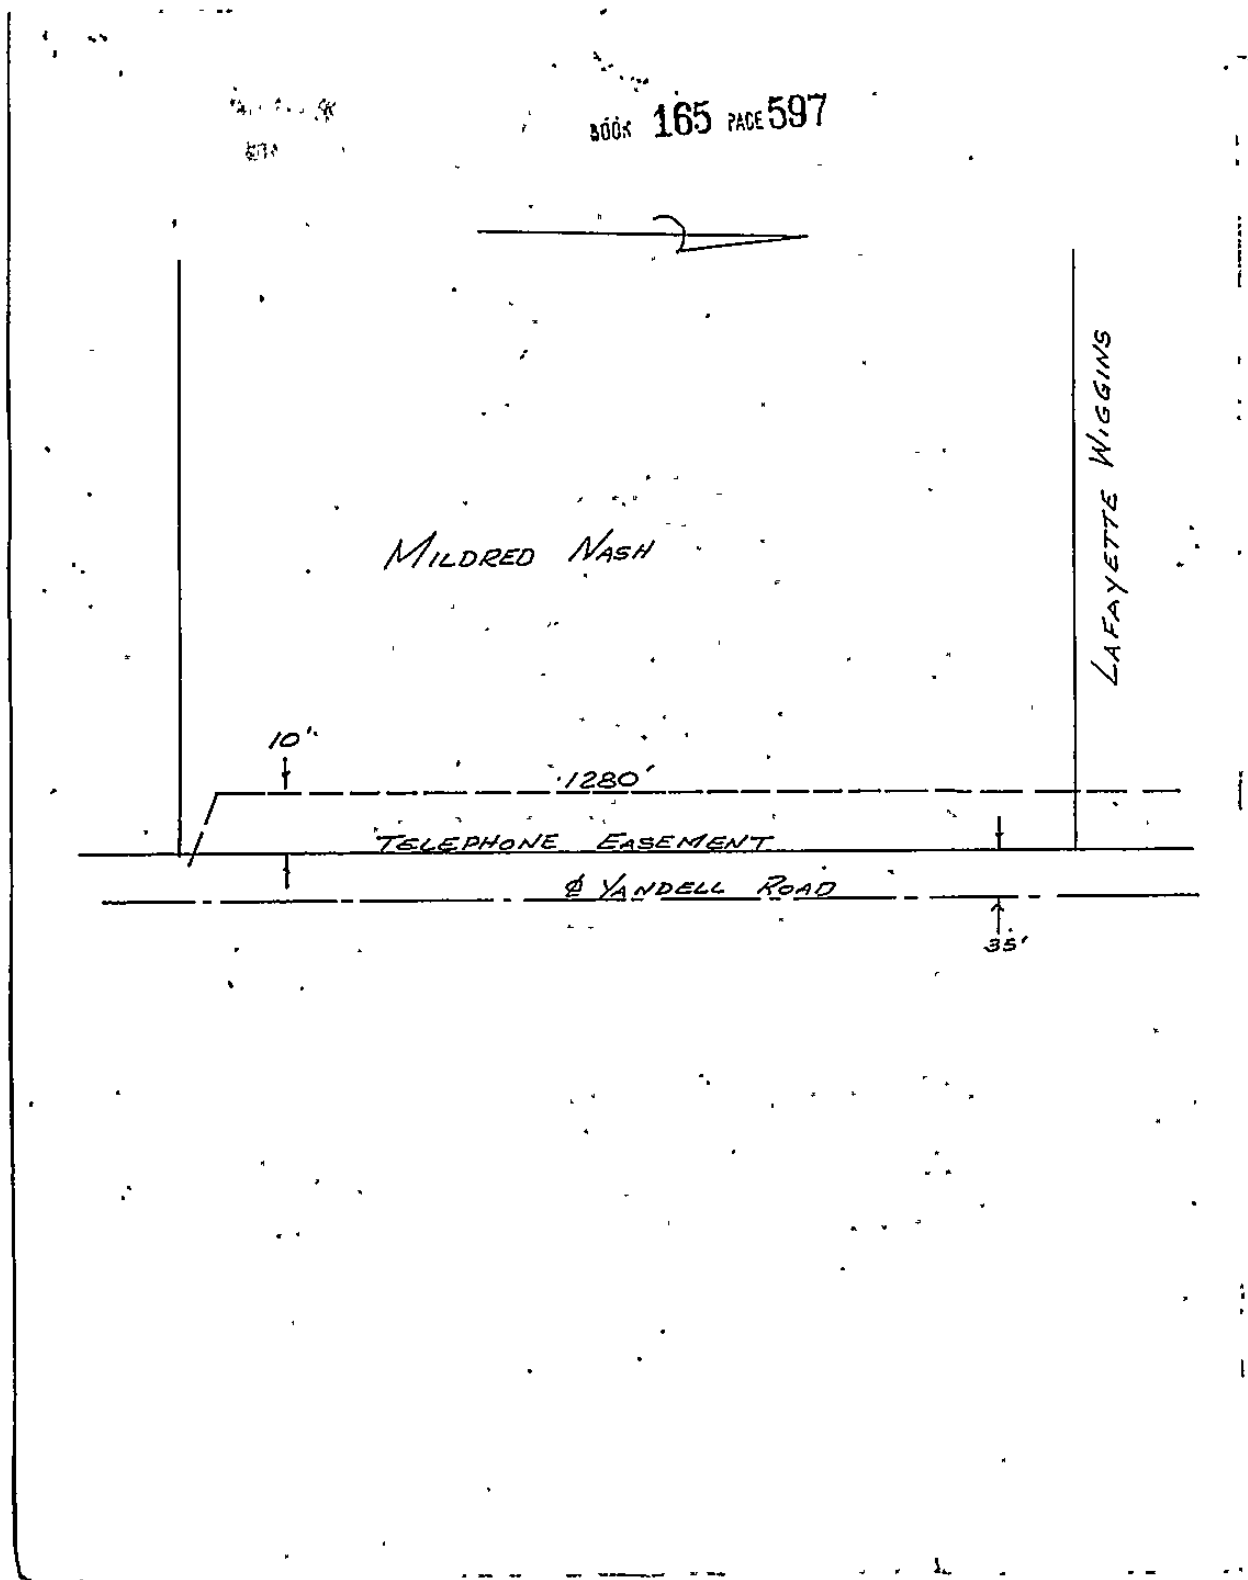 BOOK 165 PAGE 597
LAFAYETTE WIGGINS
MILDRED NASH
10'
1280'
TELEPHONE EASEMENT
℄ YANDELL ROAD
35'